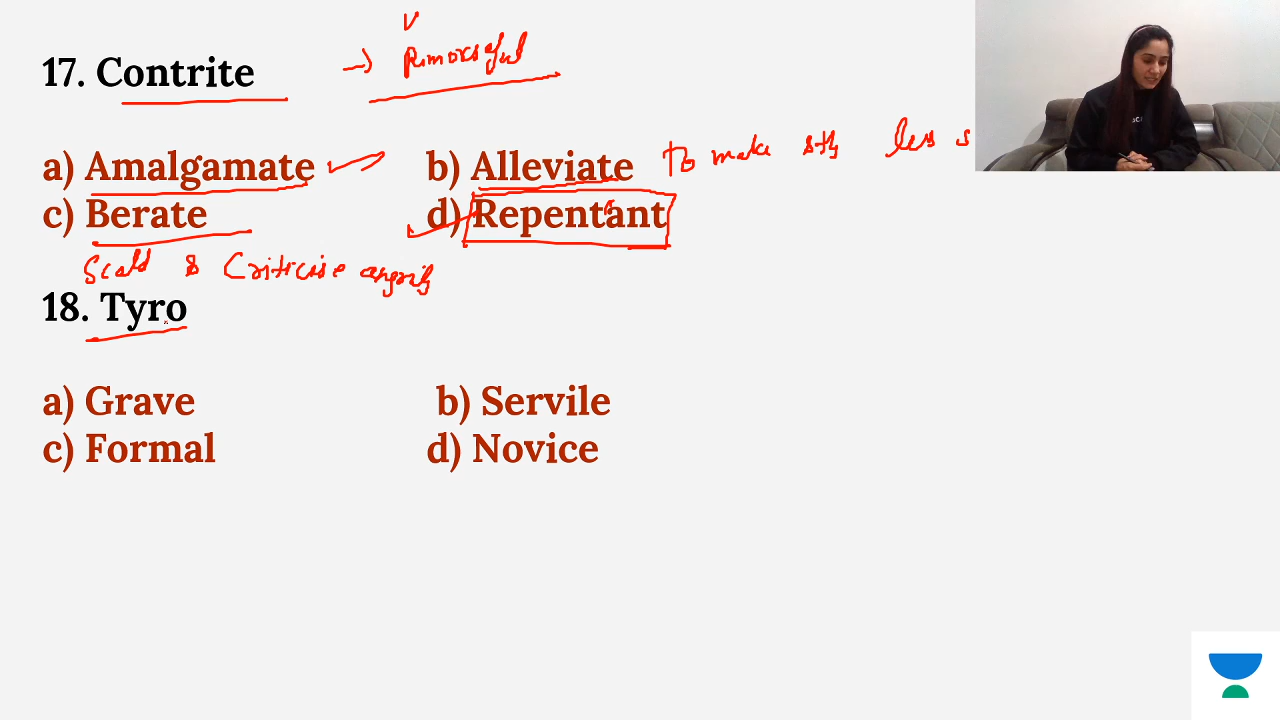 17. Contrite → Remorseful
a) Amalgamate b) Alleviate To make sth less s
c) Berate d) Repentant
Scold & Criticise angrily
18. Tyro
a) Grave b) Servile
c) Formal d) Novice